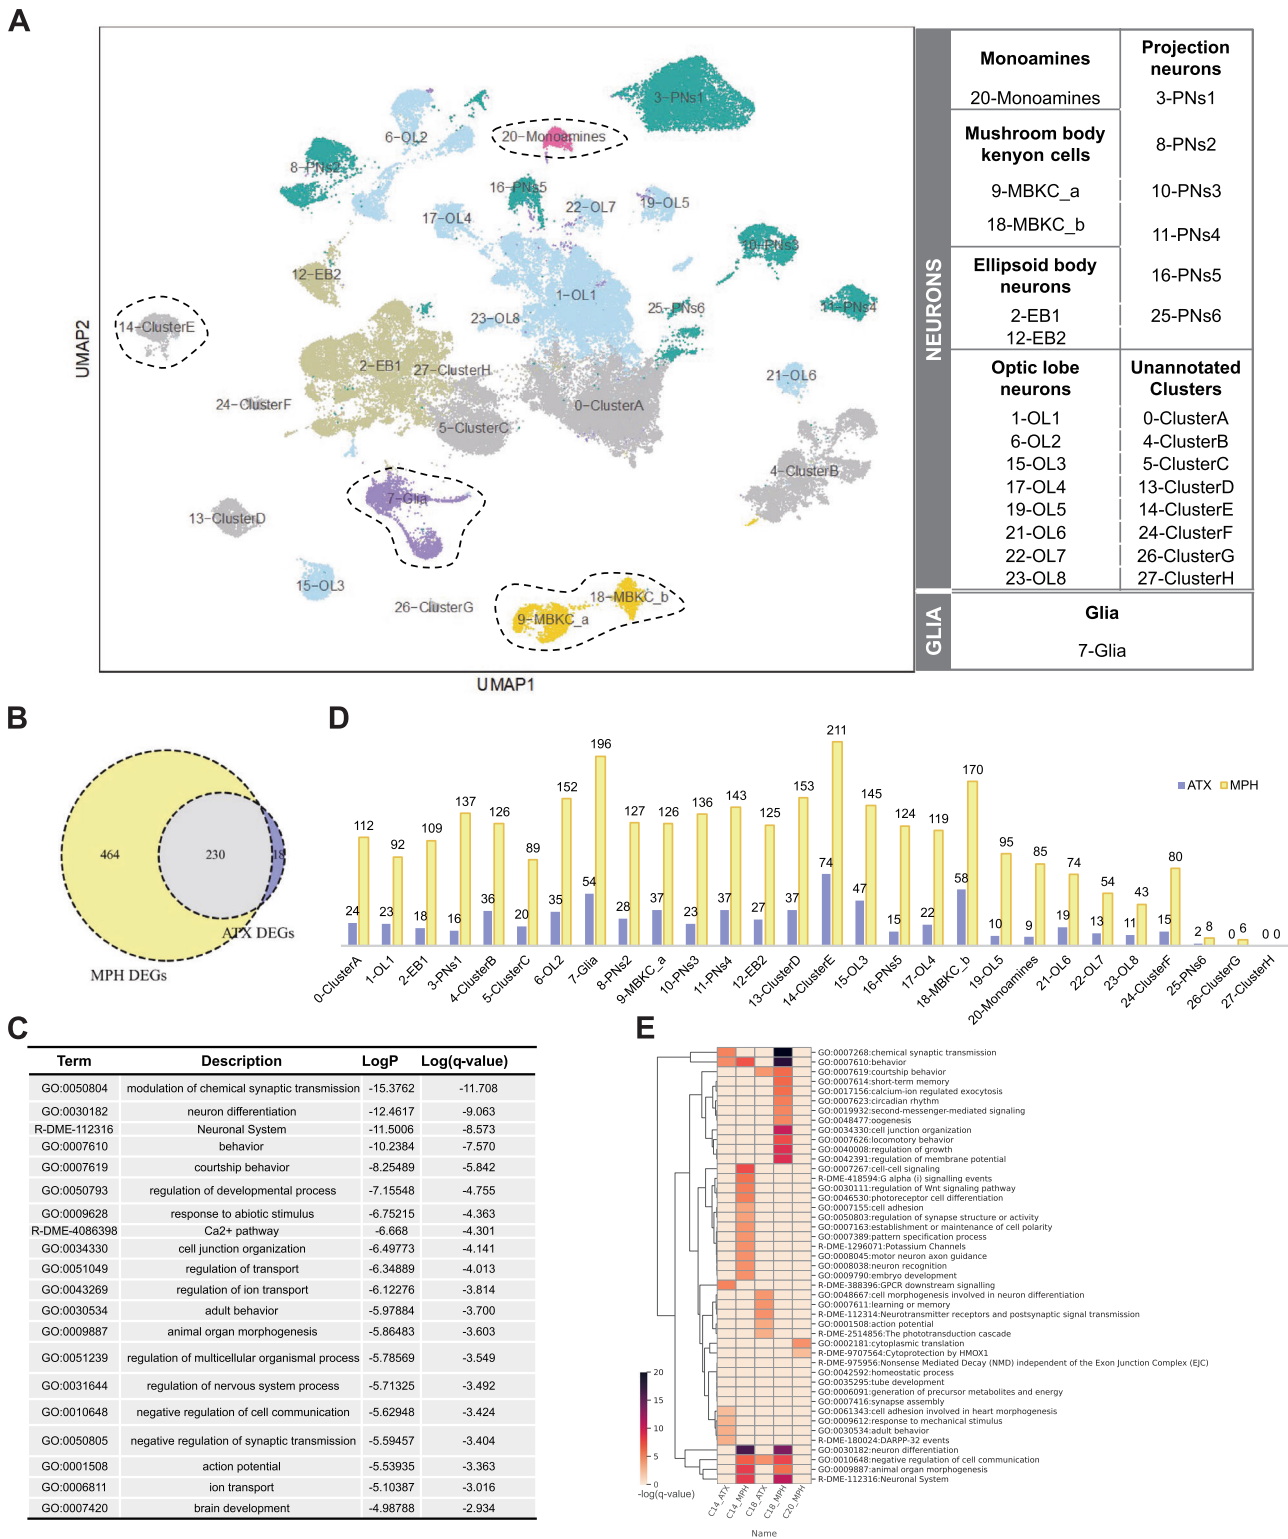 A
3-PNs1
6-OL2
20-Monoamines
8-PNs2
16-PNs5
19-OL5
22-OL7
17-OL4
10-PNs3
12-EB2
1-OL1
25-PNs6
11-PNs4
14-ClusterE
23-OL8
2-EB1
27-ClusterH
21-OL6
24-ClusterF
0-ClusterA
5-ClusterC
4-ClusterB
7-Glia
13-ClusterD
15-OL3
26-ClusterG
18-MBKC_b
9-MBKC_a
UMAP2
UMAP1
NEURONS
Monoamines
20-Monoamines
Mushroom body
kenyon cells
9-MBKC_a
18-MBKC_b
Ellipsoid body
neurons
2-EB1
12-EB2
Optic lobe
neurons
1-OL1
6-OL2
15-OL3
17-OL4
19-OL5
21-OL6
22-OL7
23-OL8
Projection
neurons
3-PNs1
8-PNs2
10-PNs3
11-PNs4
16-PNs5
25-PNs6
Unannotated
Clusters
0-ClusterA
4-ClusterB
5-ClusterC
13-ClusterD
14-ClusterE
24-ClusterF
26-ClusterG
27-ClusterH
GLIA
Glia
7-Glia
B
464
230
18
ATX DEGs
MPH DEGs
D
ATX MPH
24 112
23 92
18 109
16 137
36 126
20 89
35 152
54 196
28 127
37 126
23 136
37 143
27 125
37 153
74 211
47 145
15 124
22 119
58 170
10 95
9 85
19 74
13 54
11 43
15 80
2 8
0 6
0 0
0-ClusterA
1-OL1
2-EB1
3-PNs1
4-ClusterB
5-ClusterC
6-OL2
7-Glia
8-PNs2
9-MBKC_a
10-PNs3
11-PNs4
12-EB2
13-ClusterD
14-ClusterE
15-OL3
16-PNs5
17-OL4
18-MBKC_b
19-OL5
20-Monoamines
21-OL6
22-OL7
23-OL8
24-ClusterF
25-PNs6
26-ClusterG
27-ClusterH
C
Term Description LogP Log(q-value)
GO:0050804 modulation of chemical synaptic transmission -15.3762 -11.708
GO:0030182 neuron differentiation -12.4617 -9.063
R-DME-112316 Neuronal System -11.5006 -8.573
GO:0007610 behavior -10.2384 -7.570
GO:0007619 courtship behavior -8.25489 -5.842
GO:0050793 regulation of developmental process -7.15548 -4.755
GO:0009628 response to abiotic stimulus -6.75215 -4.363
R-DME-4086398 Ca2+ pathway -6.668 -4.301
GO:0034330 cell junction organization -6.49773 -4.141
GO:0051049 regulation of transport -6.34889 -4.013
GO:0043269 regulation of ion transport -6.12276 -3.814
GO:0030534 adult behavior -5.97884 -3.700
GO:0009887 animal organ morphogenesis -5.86483 -3.603
GO:0051239 regulation of multicellular organismal process -5.78569 -3.549
GO:0031644 regulation of nervous system process -5.71325 -3.492
GO:0010648 negative regulation of cell communication -5.62948 -3.424
GO:0050805 negative regulation of synaptic transmission -5.59457 -3.404
GO:0001508 action potential -5.53935 -3.363
GO:0006811 ion transport -5.10387 -3.016
GO:0007420 brain development -4.98788 -2.934
E
GO:0007268:chemical synaptic transmission
GO:0007610:behavior
GO:0007619:courtship behavior
GO:0007614:short-term memory
GO:0017156:calcium-ion regulated exocytosis
GO:0007623:circadian rhythm
GO:0019932:second-messenger-mediated signaling
GO:0048477:oogenesis
GO:0034330:cell junction organization
GO:0007626:locomotory behavior
GO:0040008:regulation of growth
GO:0042391:regulation of membrane potential
GO:0007267:cell-cell signaling
R-DME-418594:G alpha (i) signalling events
GO:0030111:regulation of Wnt signaling pathway
GO:0046530:photoreceptor cell differentiation
GO:0007155:cell adhesion
GO:0050803:regulation of synapse structure or activity
GO:0007163:establishment or maintenance of cell polarity
GO:0007389:pattern specification process
R-DME-1296071:Potassium Channels
GO:0008045:motor neuron axon guidance
GO:0008038:neuron recognition
GO:0009790:embryo development
R-DME-388396:GPCR downstream signalling
GO:0048667:cell morphogenesis involved in neuron differentiation
GO:0007611:learning or memory
R-DME-112314:Neurotransmitter receptors and postsynaptic signal transmission
GO:0001508:action potential
R-DME-2514856:The phototransduction cascade
GO:0002181:cytoplasmic translation
R-DME-9707564:Cytoprotection by HMOX1
R-DME-975956:Nonsense Mediated Decay (NMD) independent of the Exon Junction Complex (EJC)
GO:0042592:homeostatic process
GO:0035295:tube development
GO:0006091:generation of precursor metabolites and energy
GO:0007416:synapse assembly
GO:0061343:cell adhesion involved in heart morphogenesis
GO:0009612:response to mechanical stimulus
GO:0030534:adult behavior
R-DME-180024:DARPP-32 events
GO:0030182:neuron differentiation
GO:0010648:negative regulation of cell communication
GO:0009887:animal organ morphogenesis
R-DME-112316:Neuronal System
20
15
10
5
0
-log(q-value)
C14_ATX
C14_MPH
C18_ATX
C18_MPH
C20_MPH
Name